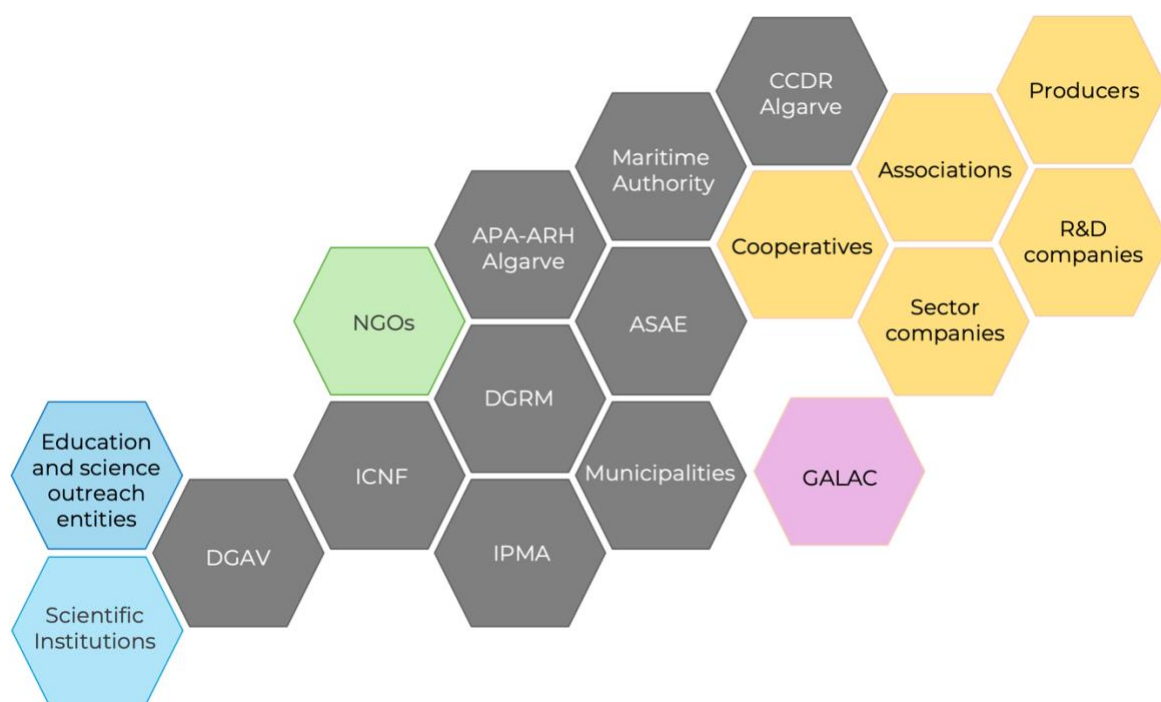 CCDR
Algarve
Producers
Maritime
Authority
Associations
APA-ARH
Algarve
Cooperatives
R&D
companies
NGOs
ASAE
Sector
companies
DGRM
Education
and science
outreach
entities
ICNF
Municipalities
GALAC
DGAV
IPMA
Scientific
Institutions